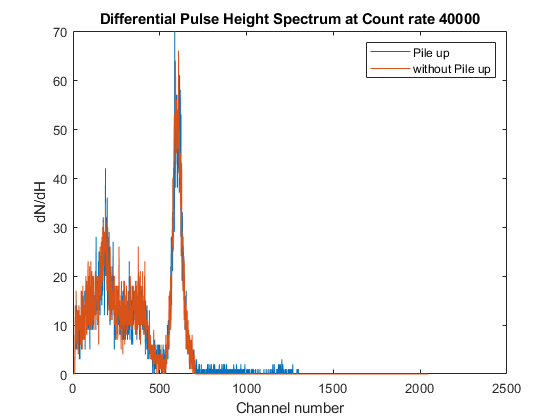 Differential Pulse Height Spectrum at Count rate 40000
Pile up
without Pile up
dN/dH
70
60
50
40
30
20
10
0
0 500 1000 1500 2000 2500
Channel number